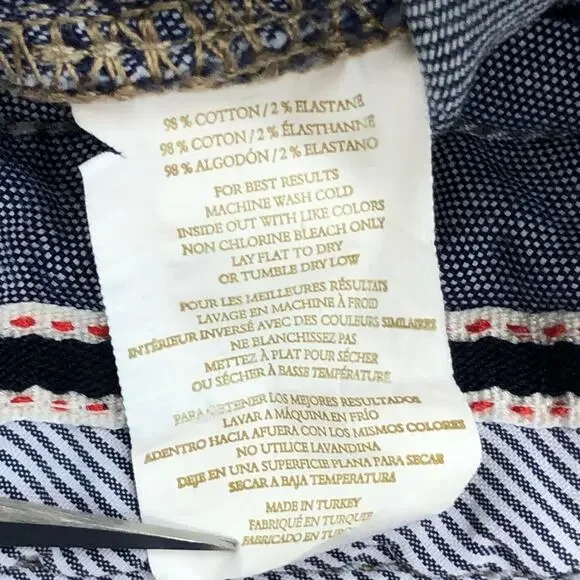 98 % COTTON / 2 % ELASTANE
98 % COTON / 2 % ÉLASTHANNE
98 % ALGODÓN / 2 % ELASTANO
FOR BEST RESULTS
MACHINE WASH COLD
INSIDE OUT WITH LIKE COLORS
NON CHLORINE BLEACH ONLY
LAY FLAT TO DRY
OR TUMBLE DRY LOW
POUR LES MEILLEURES RÉSULTATS
LAVAGE EN MACHINE À FROID
INTÉRIEUR INVERSÉ AVEC DES COULEURS SIMILAIRES
NE BLANCHISSEZ PAS
METTEZ À PLAT POUR SÉCHER
OU SÉCHER À BASSE TEMPÉRATURE
PARA OBTENER LOS MEJORES RESULTADOS
LAVAR A MÁQUINA EN FRÍO
ADENTRO HACIA AFUERA CON LOS MISMOS COLORES
NO UTILICE LAVANDINA
DEJE EN UNA SUPERFICIE PLANA PARA SECAR
SECAR A BAJA TEMPERATURA
MADE IN TURKEY
FABRIQUÉ EN TURQUIE
FABRICADO EN